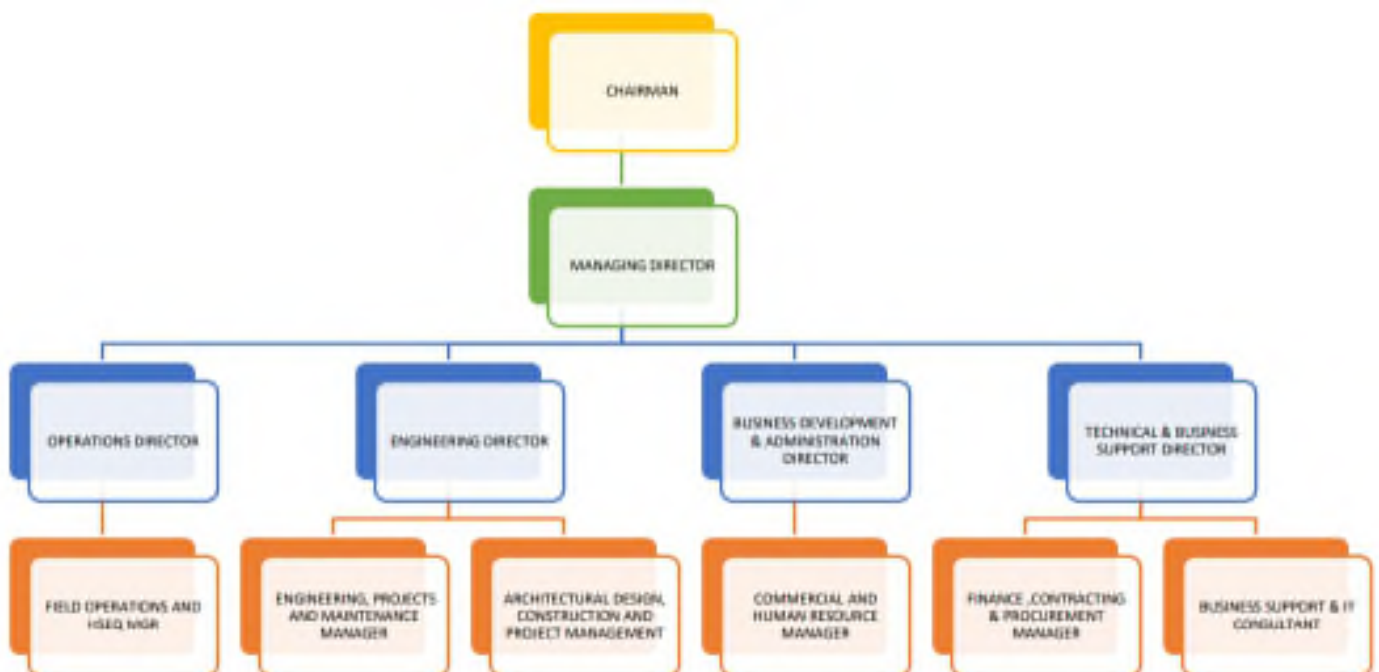 CHAIRMAN
MANAGING DIRECTOR
OPERATIONS DIRECTOR
ENGINEERING DIRECTOR
BUSINESS DEVELOPMENT
& ADMINISTRATION
DIRECTOR
TECHNICAL & BUSINESS
SUPPORT DIRECTOR
FIELD OPERATIONS AND
HSEQ MGR
ENGINEERING, PROJECTS
AND MAINTENANCE
MANAGER
ARCHITECTURAL DESIGN,
CONSTRUCTION AND
PROJECT MANAGEMENT
COMMERCIAL AND
HUMAN RESOURCE
MANAGER
FINANCE ,CONTRACTING
& PROCUREMENT
MANAGER
BUSINESS SUPPORT & IT
CONSULTANT